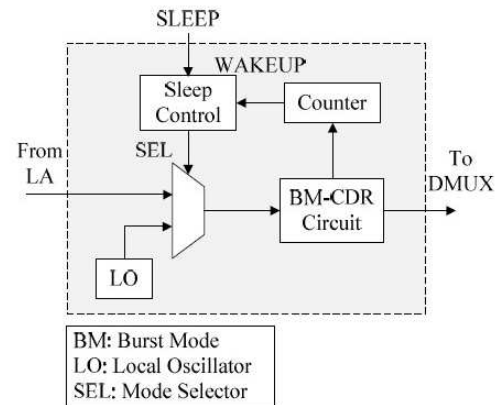 SLEEP
WAKEUP
Sleep
Control
Counter
From
LA
SEL
To
DMUX
BM-CDR
Circuit
LO
BM: Burst Mode
LO: Local Oscillator
SEL: Mode Selector